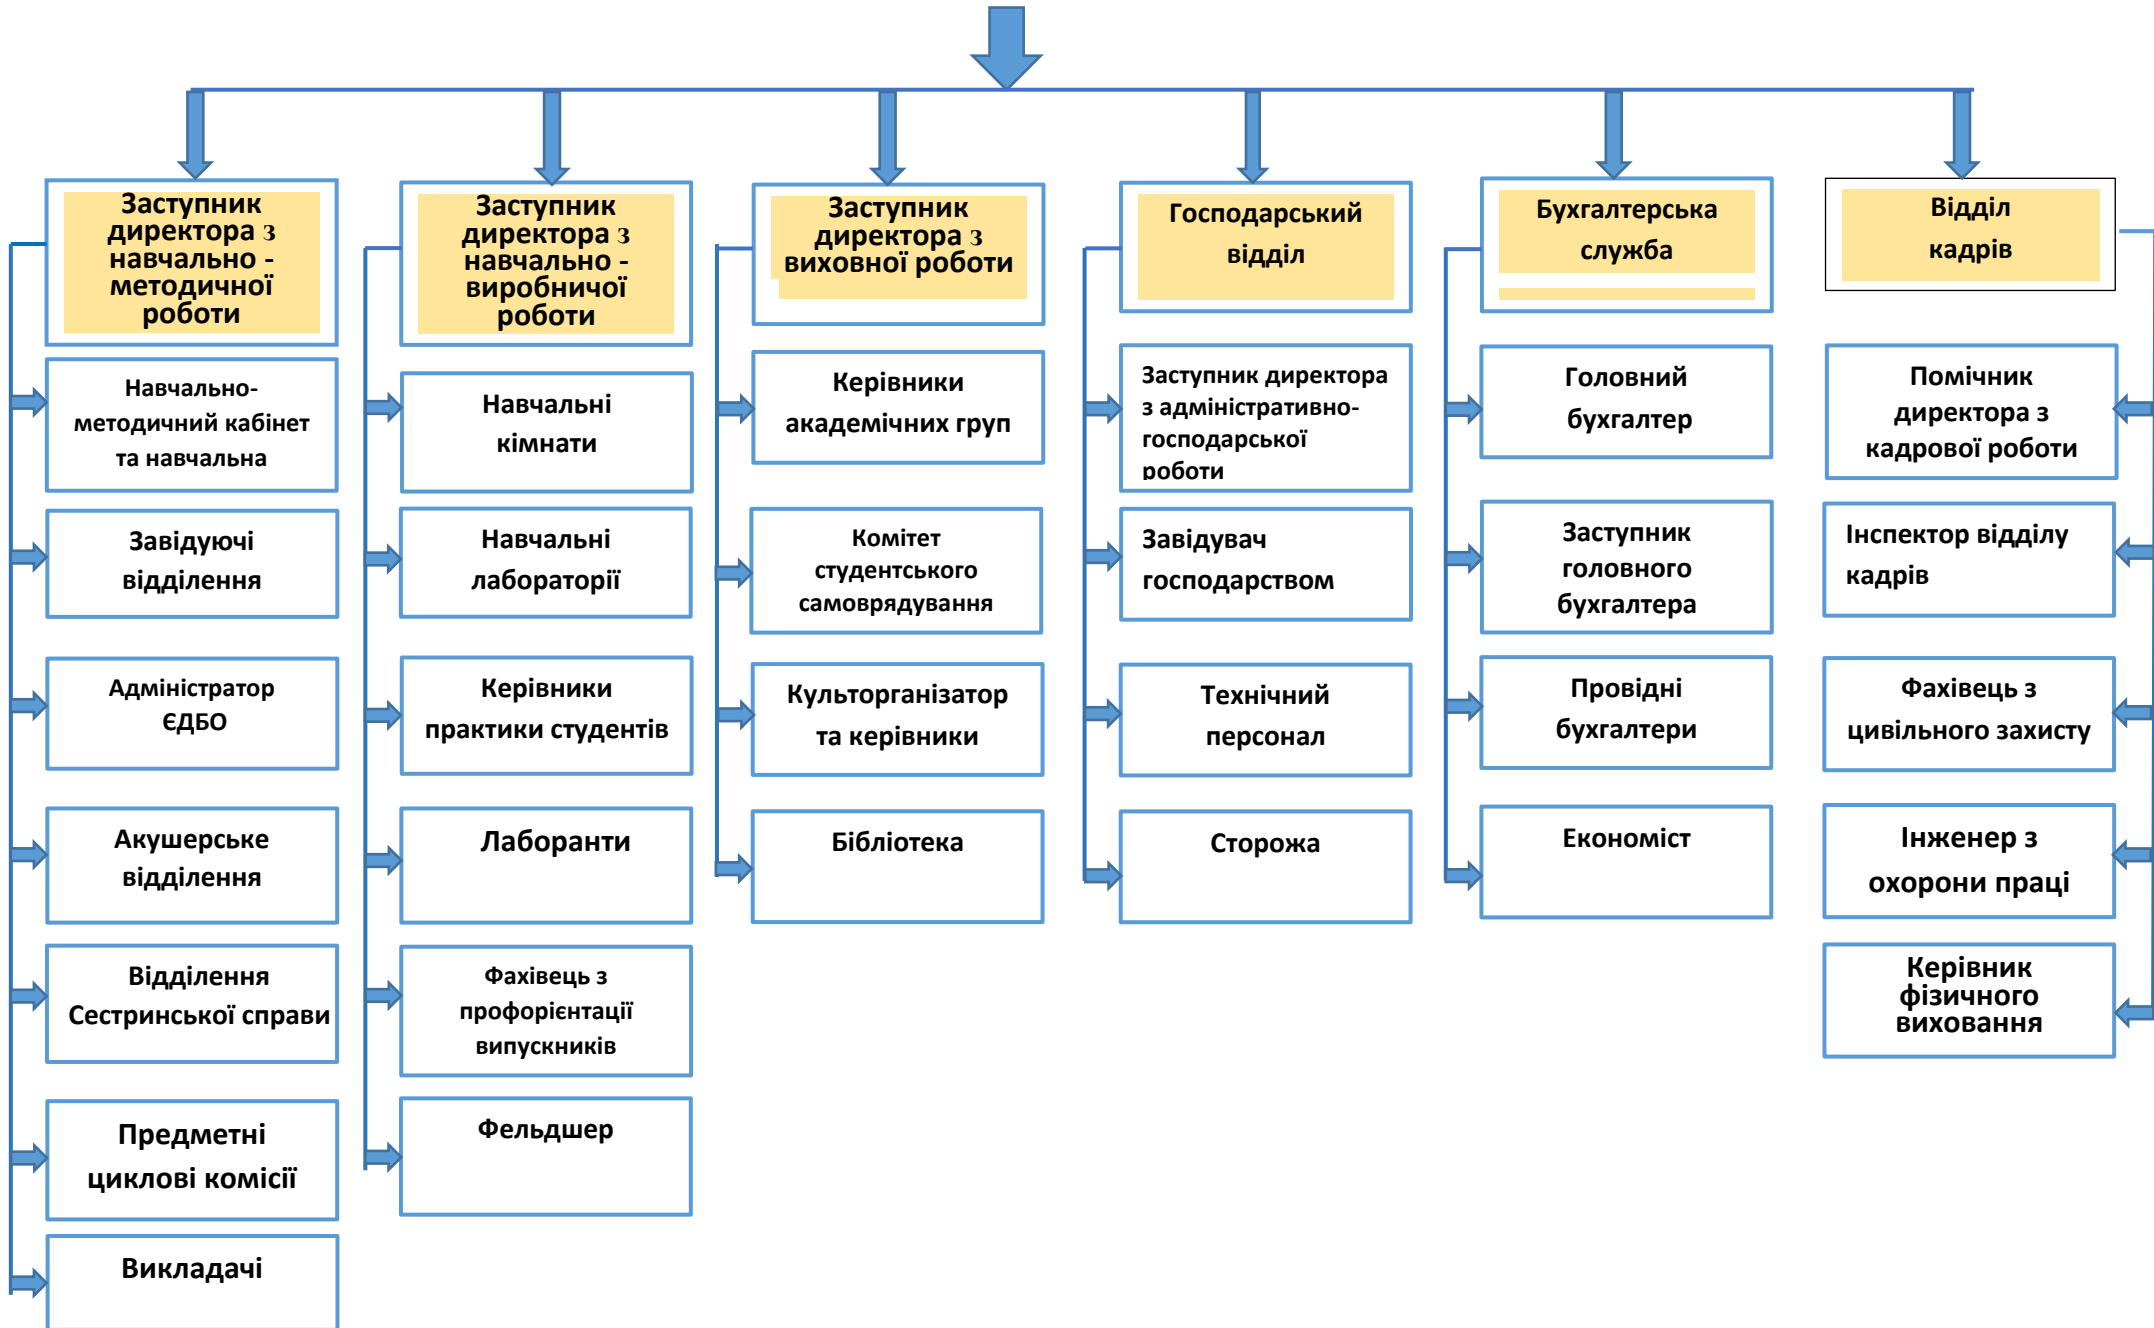 Заступник
директора з
навчально -
методичної
роботи
Навчально-
методичний кабінет
та навчальна
Завідуючі
відділення
Адміністратор
ЄДБО
Акушерське
відділення
Відділення
Сестринської справи
Предметні
циклові комісії
Викладачі
Заступник
директора з
навчально -
виробничої
роботи
Навчальні
кімнати
Навчальні
лабораторії
Керівники
практики студентів
Лаборанти
Фахівець з
профорієнтації
випускників
Фельдшер
Заступник
директора з
виховної роботи
Керівники
академічних груп
Комітет
студентського
самоврядування
Культорганізатор
та керівники
Бібліотека
Господарський
відділ
Заступник директора
з адміністративно-
господарської
роботи
Завідувач
господарством
Технічний
персонал
Сторожа
Бухгалтерська
служба
Головний
бухгалтер
Заступник
головного
бухгалтера
Провідні
бухгалтери
Економіст
Відділ
кадрів
Помічник
директора з
кадрової роботи
Інспектор відділу
кадрів
Фахівець з
цивільного захисту
Інженер з
охорони праці
Керівник
фізичного
виховання